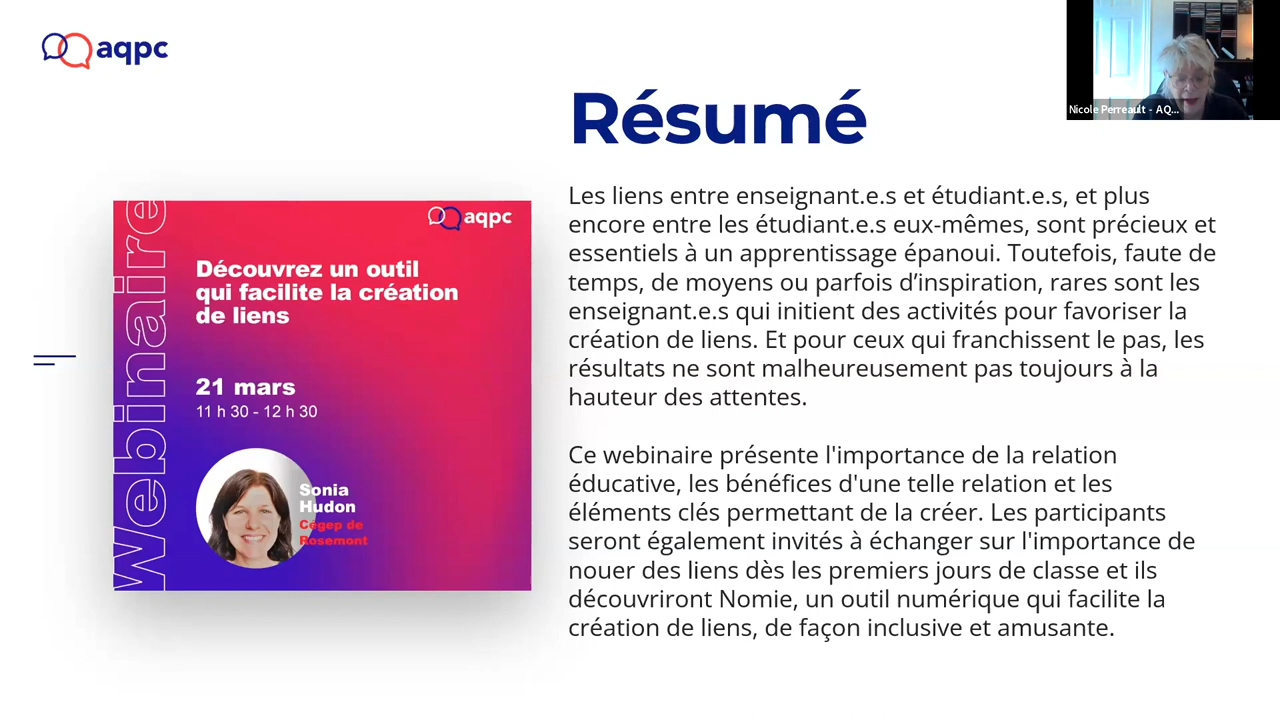 aqpc
Nicole Perreault - AQ...
Résumé
Webinaire
aqpc
Découvrez un outil
qui facilite la création
de liens
21 mars
11 h 30 - 12 h 30
Sonia
Hudon
Cégep de
Rosemont
Les liens entre enseignant.e.s et étudiant.e.s, et plus
encore entre les étudiant.e.s eux-mêmes, sont précieux et
essentiels à un apprentissage épanoui. Toutefois, faute de
temps, de moyens ou parfois d’inspiration, rares sont les
enseignant.e.s qui initient des activités pour favoriser la
création de liens. Et pour ceux qui franchissent le pas, les
résultats ne sont malheureusement pas toujours à la
hauteur des attentes.
Ce webinaire présente l'importance de la relation
éducative, les bénéfices d'une telle relation et les
éléments clés permettant de la créer. Les participants
seront également invités à échanger sur l'importance de
nouer des liens dès les premiers jours de classe et ils
découvriront Nomie, un outil numérique qui facilite la
création de liens, de façon inclusive et amusante.